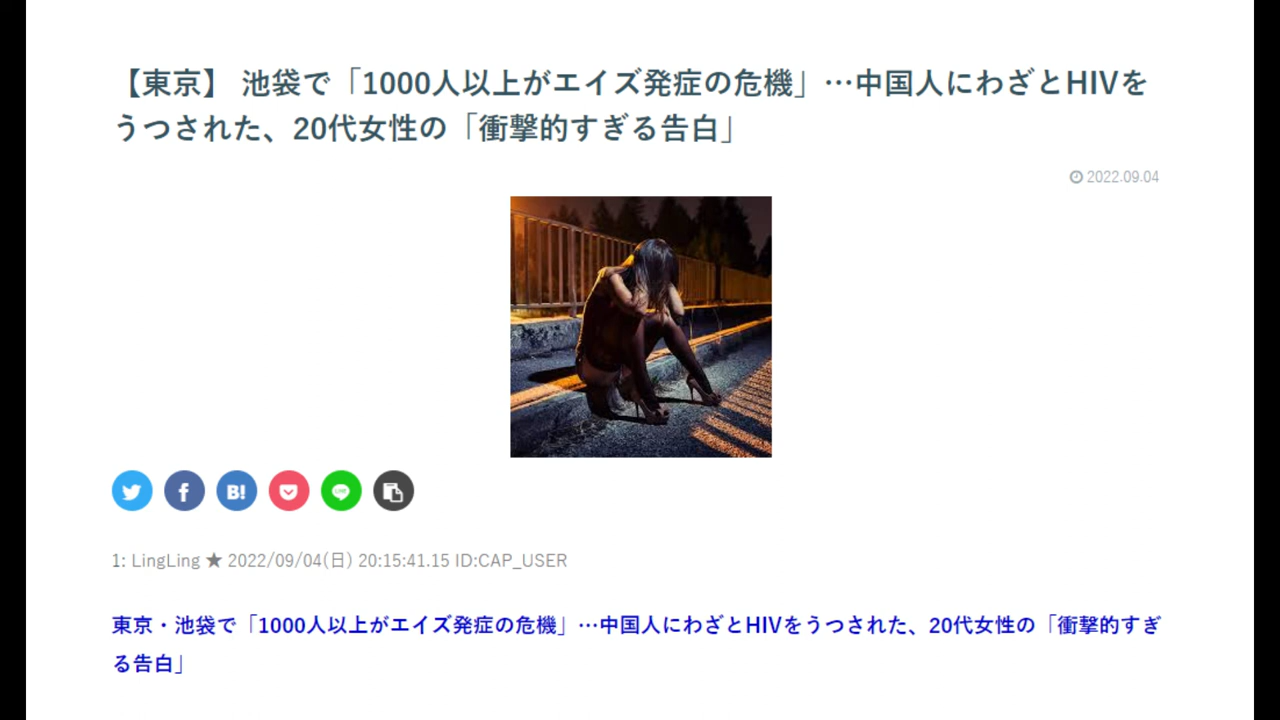 【東京】 池袋で「1000人以上がエイズ発症の危機」…中国人にわざとHIVを
うつされた、20代女性の「衝撃的すぎる告白」
2022.09.04
B!
LINE
1: LingLing ★ 2022/09/04(日) 20:15:41.15 ID:CAP_USER
東京・池袋で「1000人以上がエイズ発症の危機」…中国人にわざとHIVをうつされた、20代女性の「衝撃的すぎ
る告白」